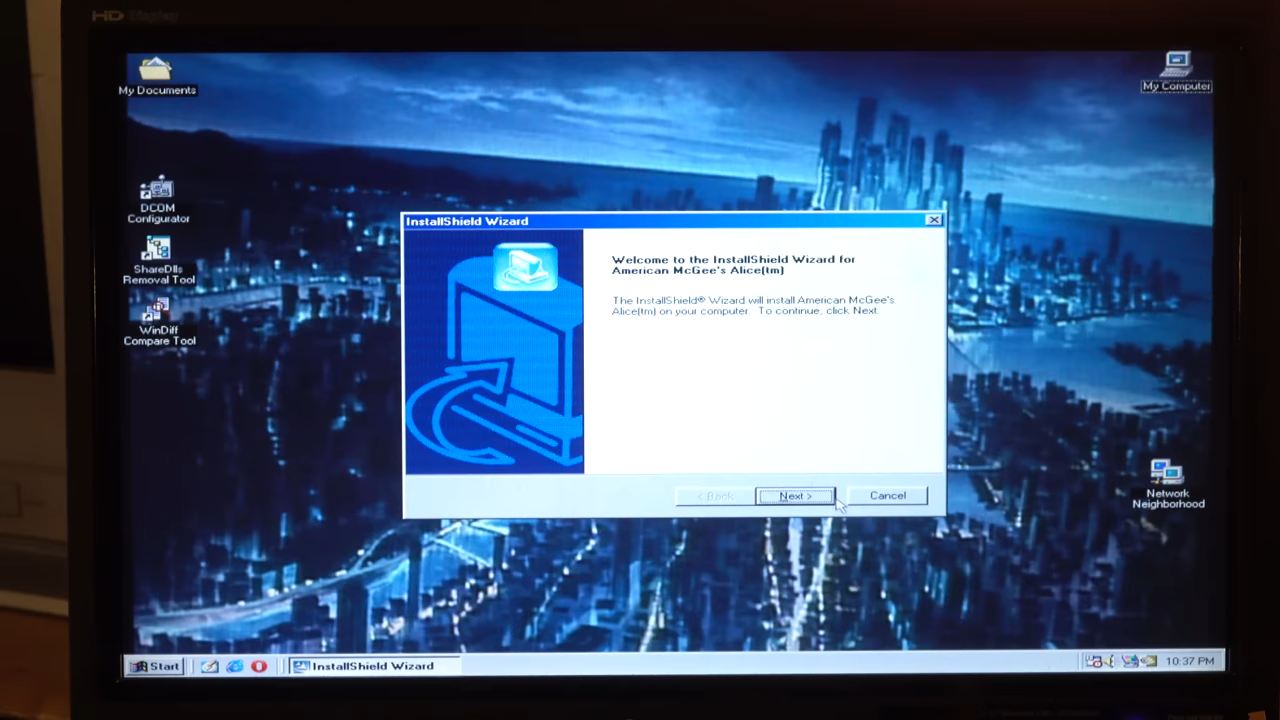 HD Display
My Documents
My Computer
DCOM
Configurator
ShareDlls
Removal Tool
WinDiff
Compare Tool
InstallShield Wizard
Welcome to the InstallShield Wizard for
American McGee's Alice(tm)
The InstallShield® Wizard will install American McGee's
Alice(tm) on your computer. To continue, click Next.
< Back
Next >
Cancel
Network
Neighborhood
Start
InstallShield Wizard
10:37 PM